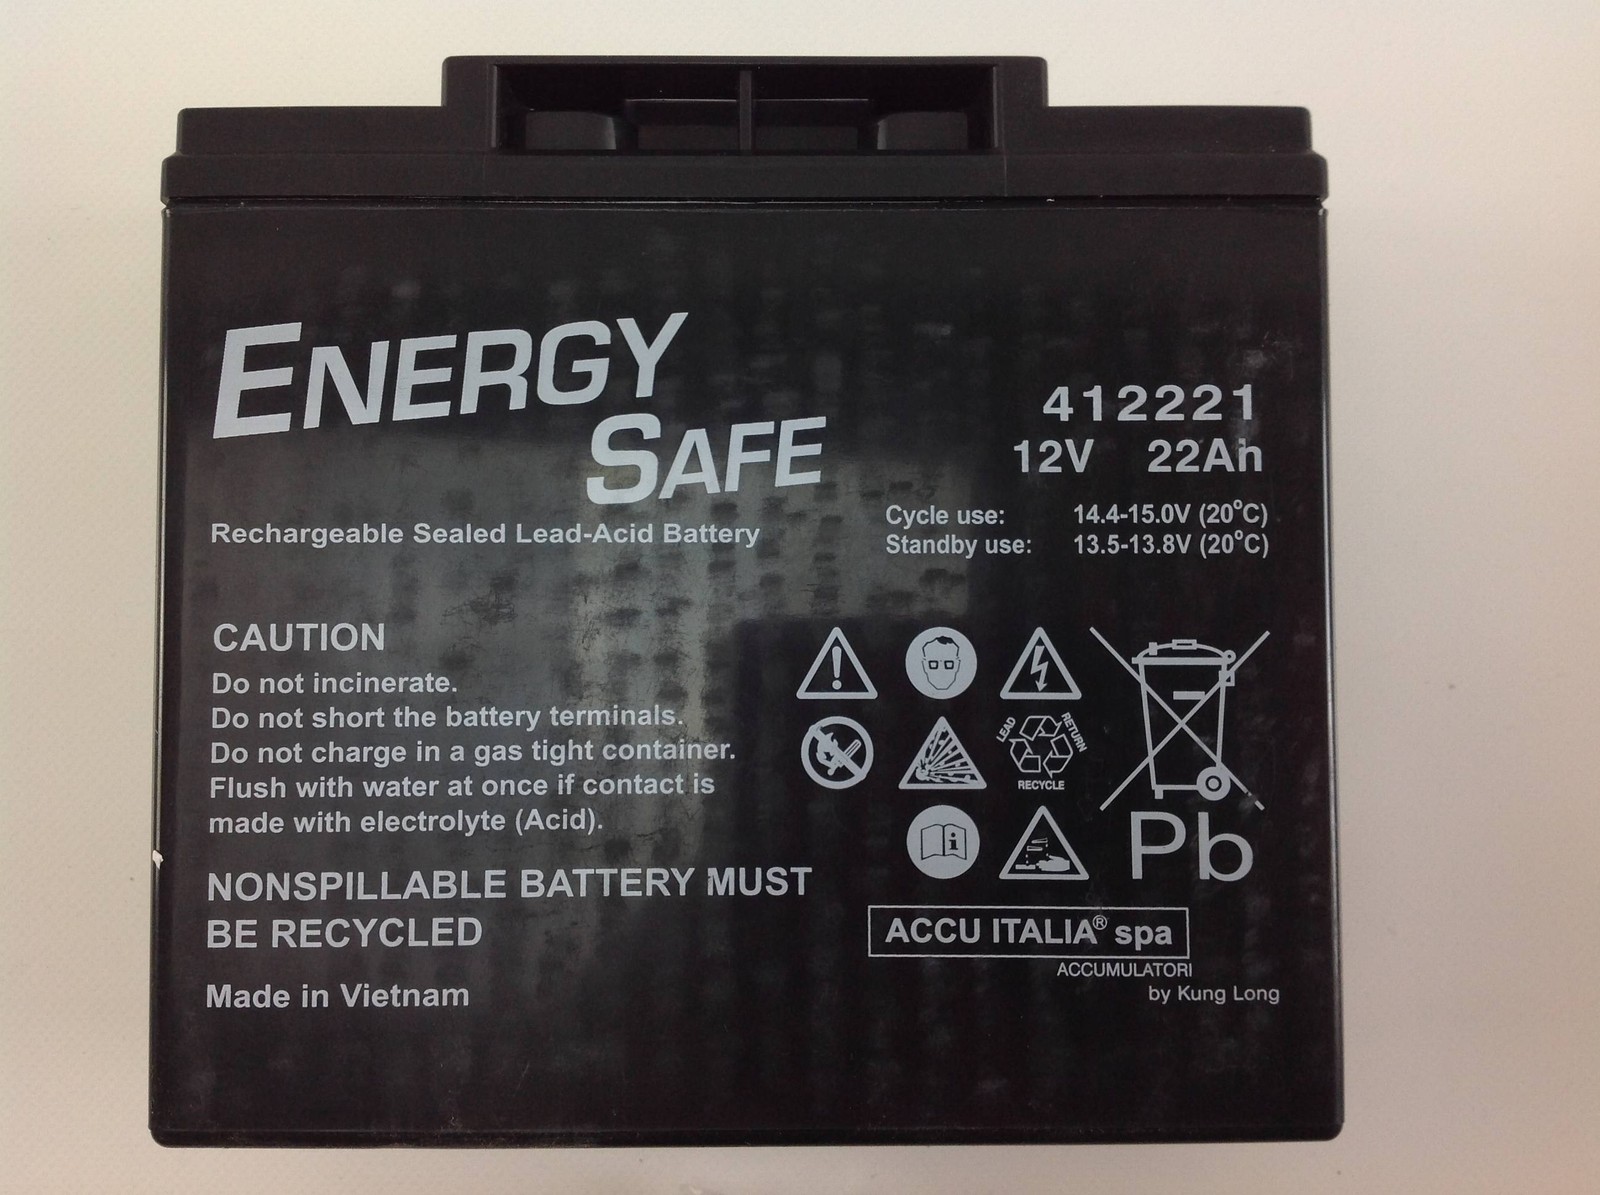 ENERGY
SAFE
Rechargeable Sealed Lead-Acid Battery
412221
12V 22Ah
Cycle use: 14.4-15.0V (20°C)
Standby use: 13.5-13.8V (20°C)
CAUTION
Do not incinerate.
Do not short the battery terminals.
Do not charge in a gas tight container.
Flush with water at once if contact is
made with electrolyte (Acid).
NONSPILLABLE BATTERY MUST
BE RECYCLED
Made in Vietnam
LEAD
RETURN
RECYCLE
i
Pb
ACCU ITALIA® spa
ACCUMULATORI
by Kung Long